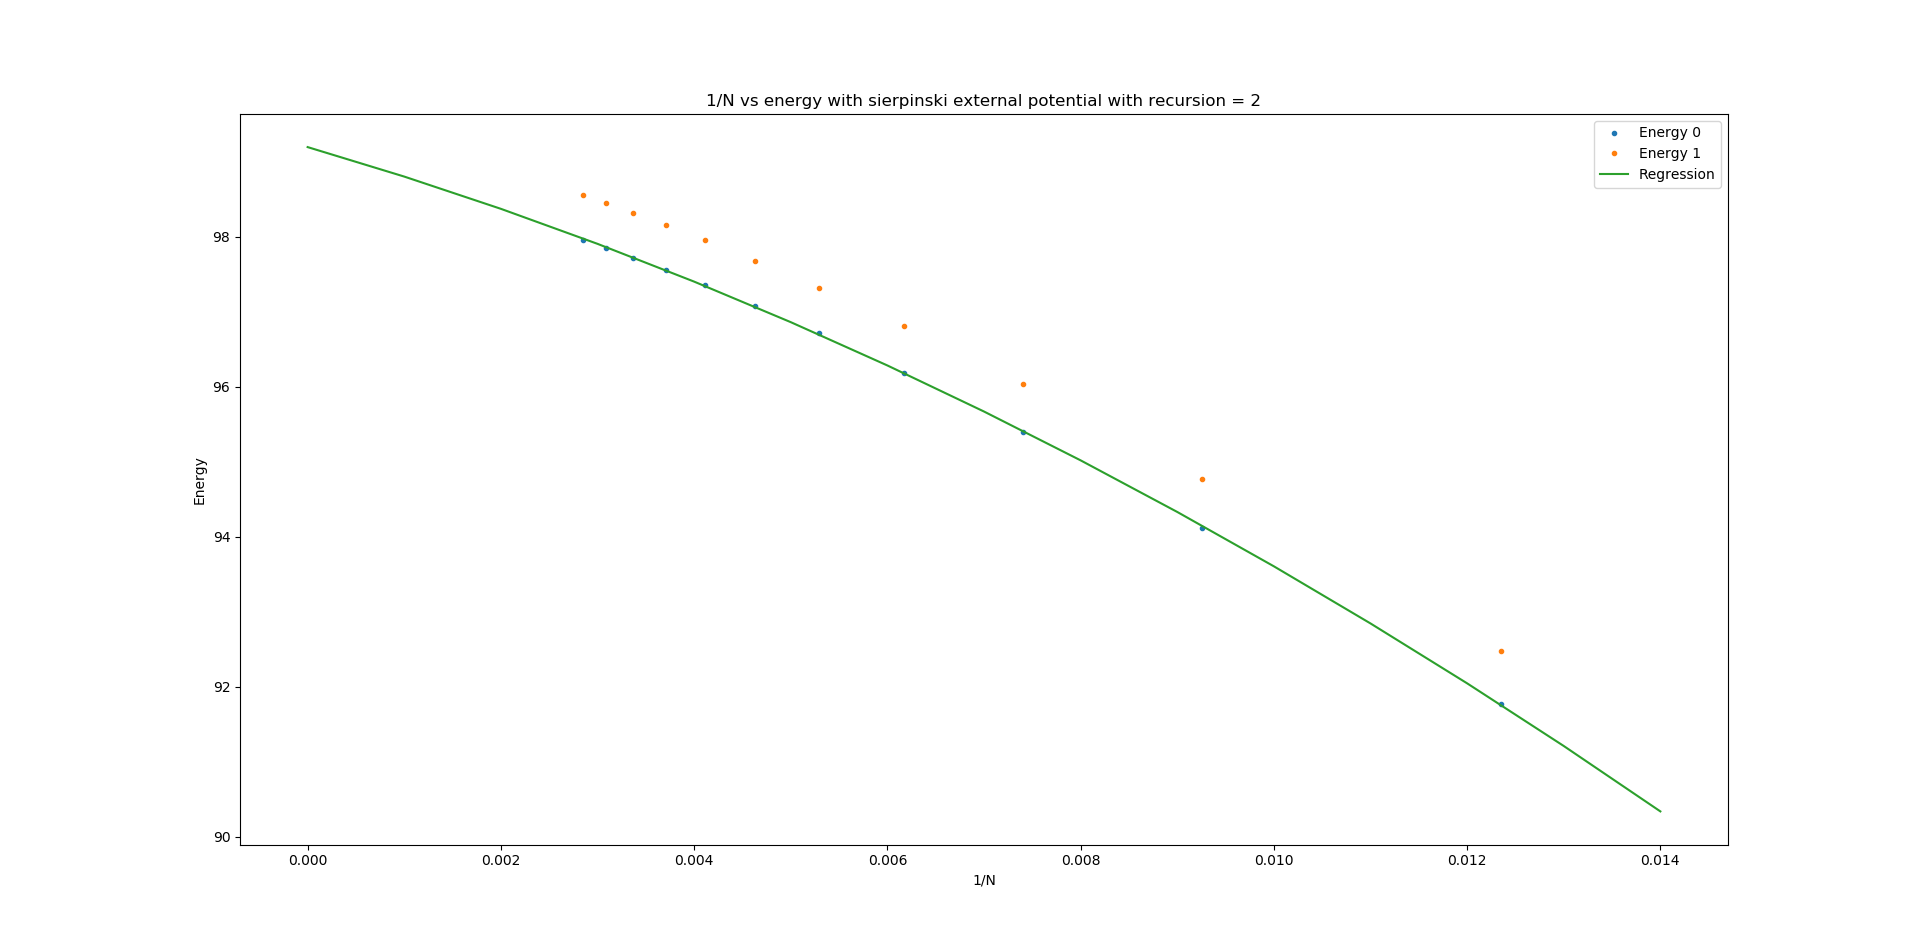 1/N vs energy with sierpinski external potential with recursion = 2
Energy 0
Energy 1
Regression
98
96
94
92
90
Energy
0.000
0.002
0.004
0.006
0.008
0.010
0.012
0.014
1/N